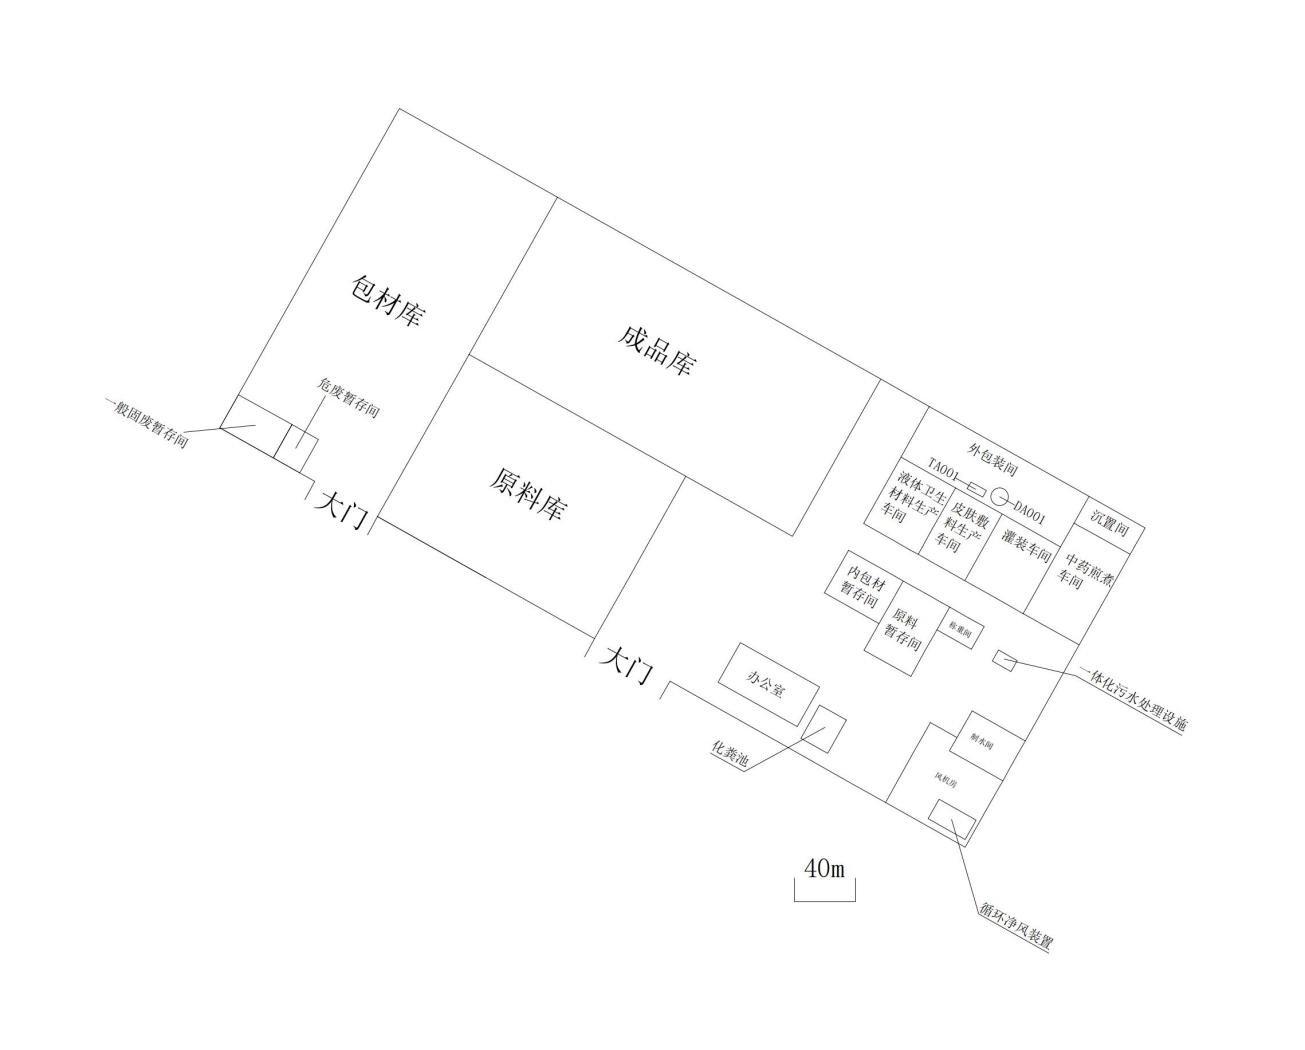 包材库
成品库
危废暂存间
一般固废暂存间
大门
原料库
外包装间
TA001
DA001
沉置间
液体卫生
材料生产
车间
皮肤敷
料生产
车间
灌装车间
中药煎煮
车间
内包材
暂存间
原料
暂存间
称重间
大门
办公室
一体化污水处理设施
化粪池
制水间
风机房
40m
循环净风装置